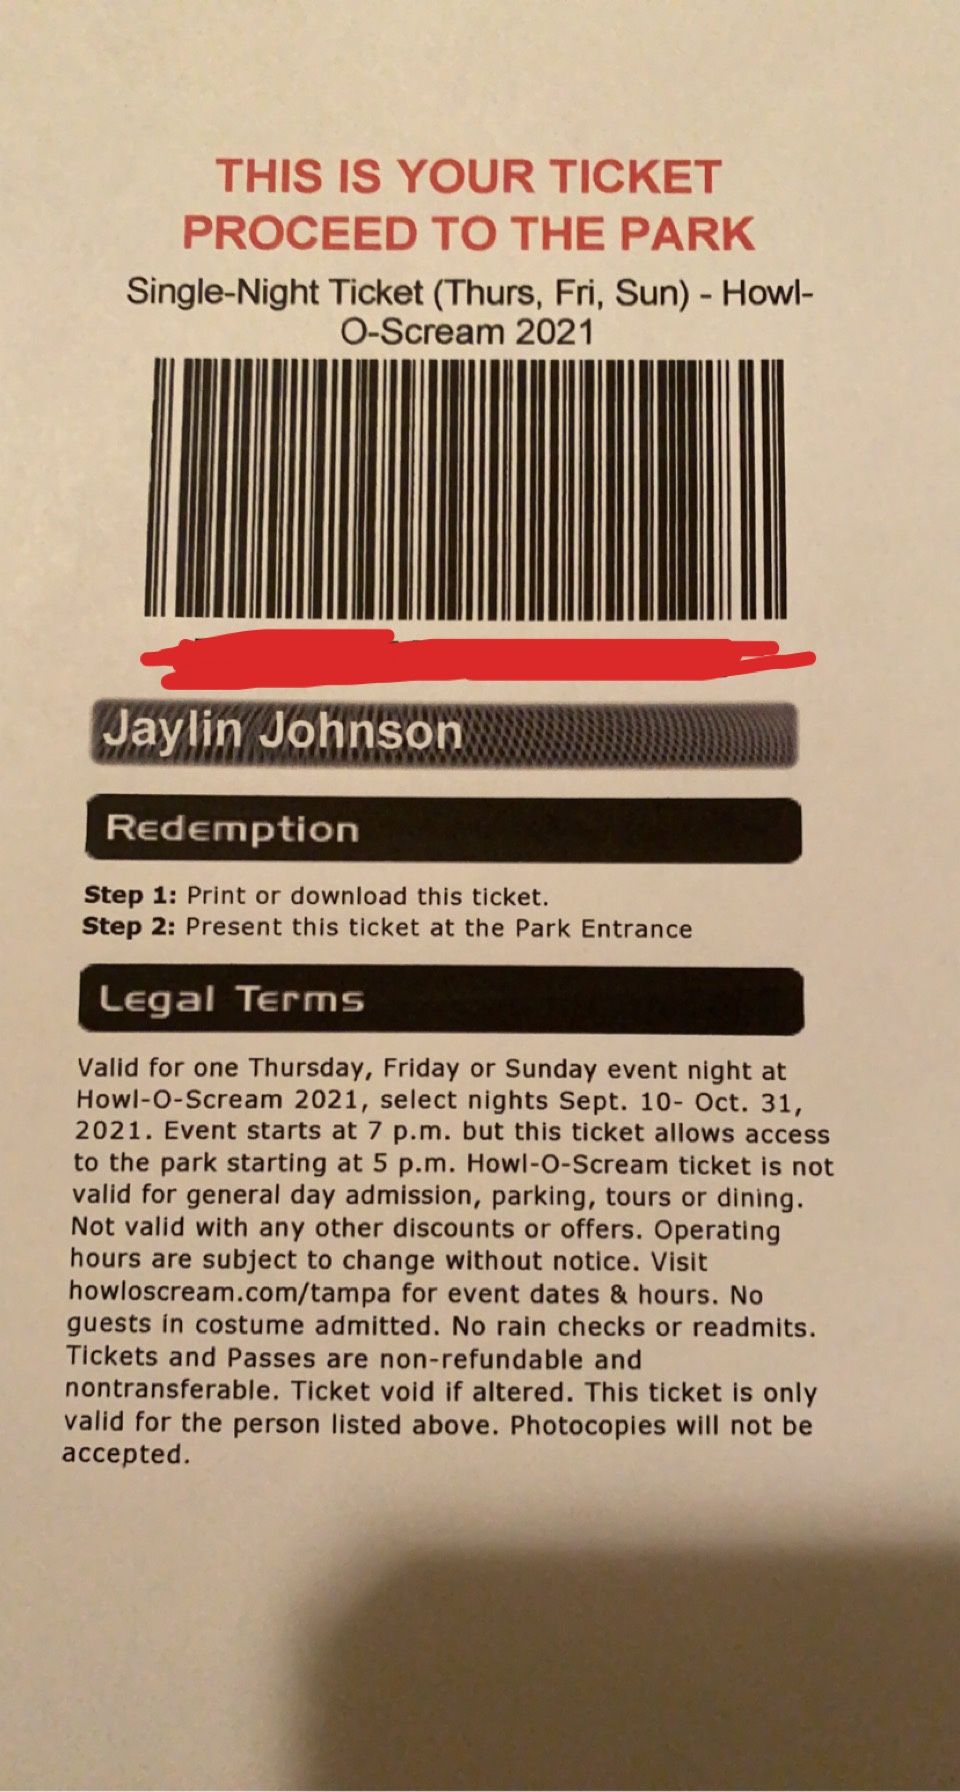 THIS IS YOUR TICKET
PROCEED TO THE PARK
Single-Night Ticket (Thurs, Fri, Sun) - Howl-
O-Scream 2021
Jaylin Johnson
Redemption
Step 1: Print or download this ticket.
Step 2: Present this ticket at the Park Entrance
Legal Terms
Valid for one Thursday, Friday or Sunday event night at
Howl-O-Scream 2021, select nights Sept. 10- Oct. 31,
2021. Event starts at 7 p.m. but this ticket allows access
to the park starting at 5 p.m. Howl-O-Scream ticket is not
valid for general day admission, parking, tours or dining.
Not valid with any other discounts or offers. Operating
hours are subject to change without notice. Visit
howloscream.com/tampa for event dates & hours. No
guests in costume admitted. No rain checks or readmits.
Tickets and Passes are non-refundable and
nontransferable. Ticket void if altered. This ticket is only
valid for the person listed above. Photocopies will not be
accepted.